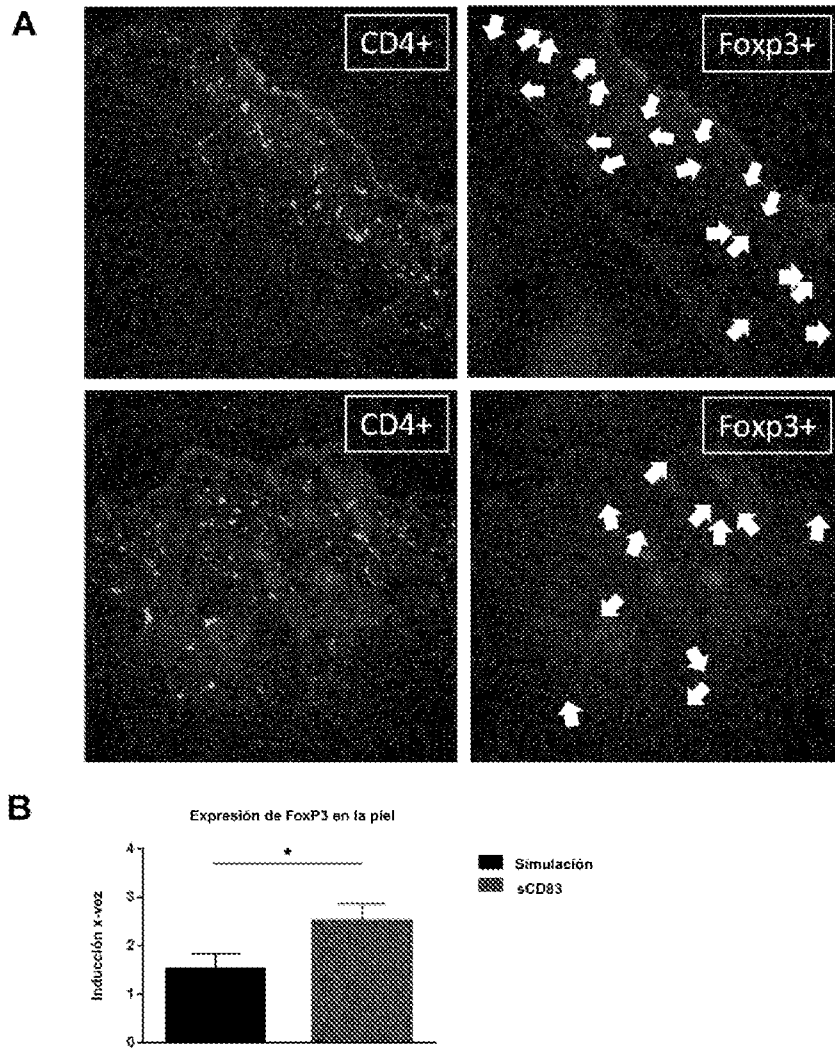 A
CD4+
Foxp3+
CD4+
Foxp3+
B
Expresión de FoxP3 en la piel
*
Inducción x-vez
4
3
2
1
0
Simulación
sCD83